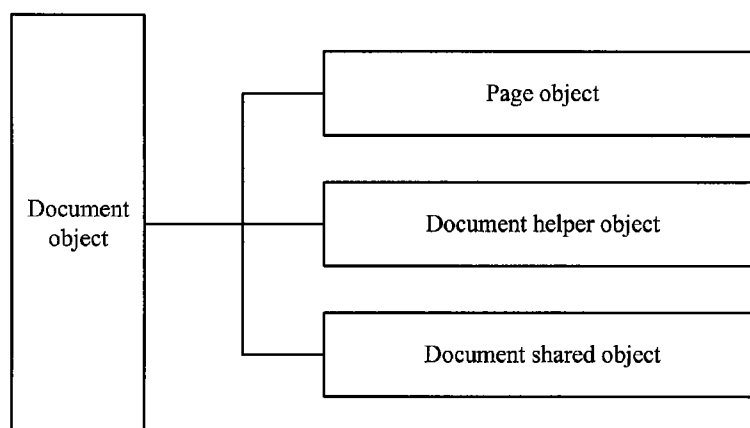 Page object
Document
object
Document helper object
Document shared object